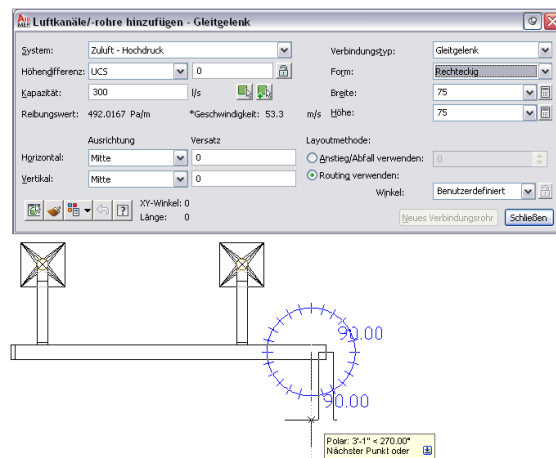 Luftkanäle/-rohre hinzufügen - Gleitgelenk
System: Zuluft - Hochdruck Verbindungstyp: Gleitgelenk
Höhendifferenz: UCS 0 Form: Rechteckig
Kapazität: 300 l/s Breite: 75
Reibungswert: 492.0167 Pa/m *Geschwindigkeit: 53.3 m/s Höhe: 75
Ausrichtung Versatz Layoutmethode:
Horizontal: Mitte 0 Anstieg/Abfall verwenden: 0
Vertikal: Mitte 0 Routing verwenden:
Winkel: Benutzerdefiniert
XY-Winkel: 0
Länge: 0
Neues Verbindungsrohr Schließen
90.00
90.00
Polar: 3'-1" < 270.00°
Nächster Punkt oder